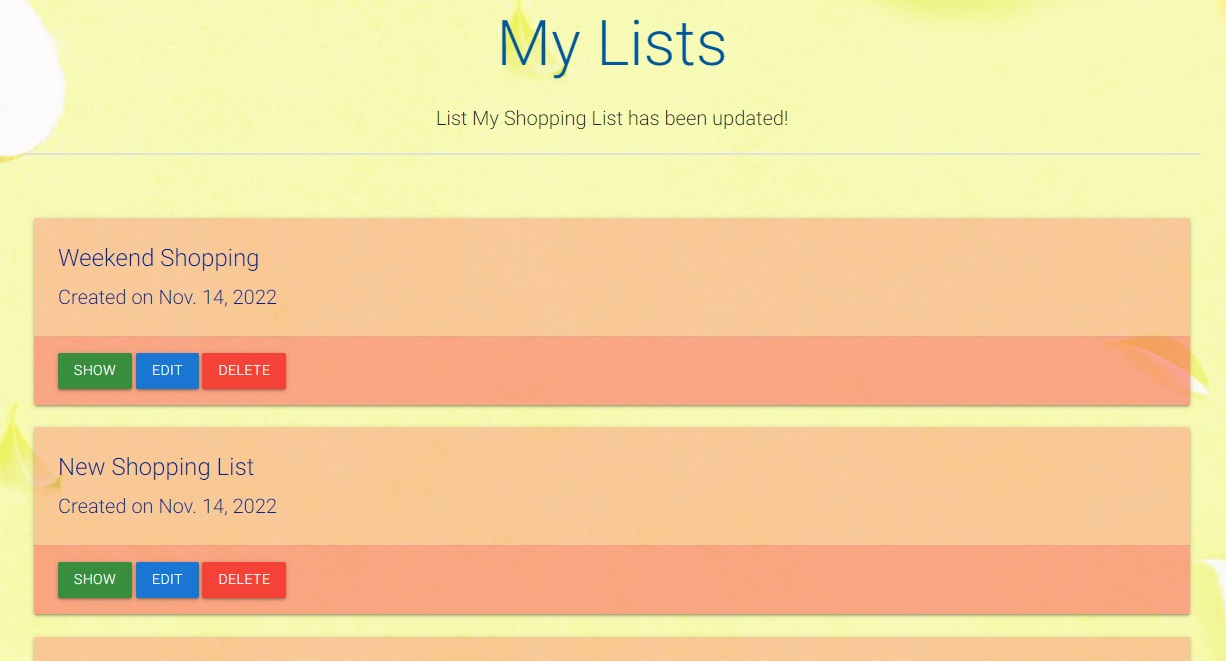 My Lists
List My Shopping List has been updated!
Weekend Shopping
Created on Nov. 14, 2022
SHOW EDIT DELETE
New Shopping List
Created on Nov. 14, 2022
SHOW EDIT DELETE